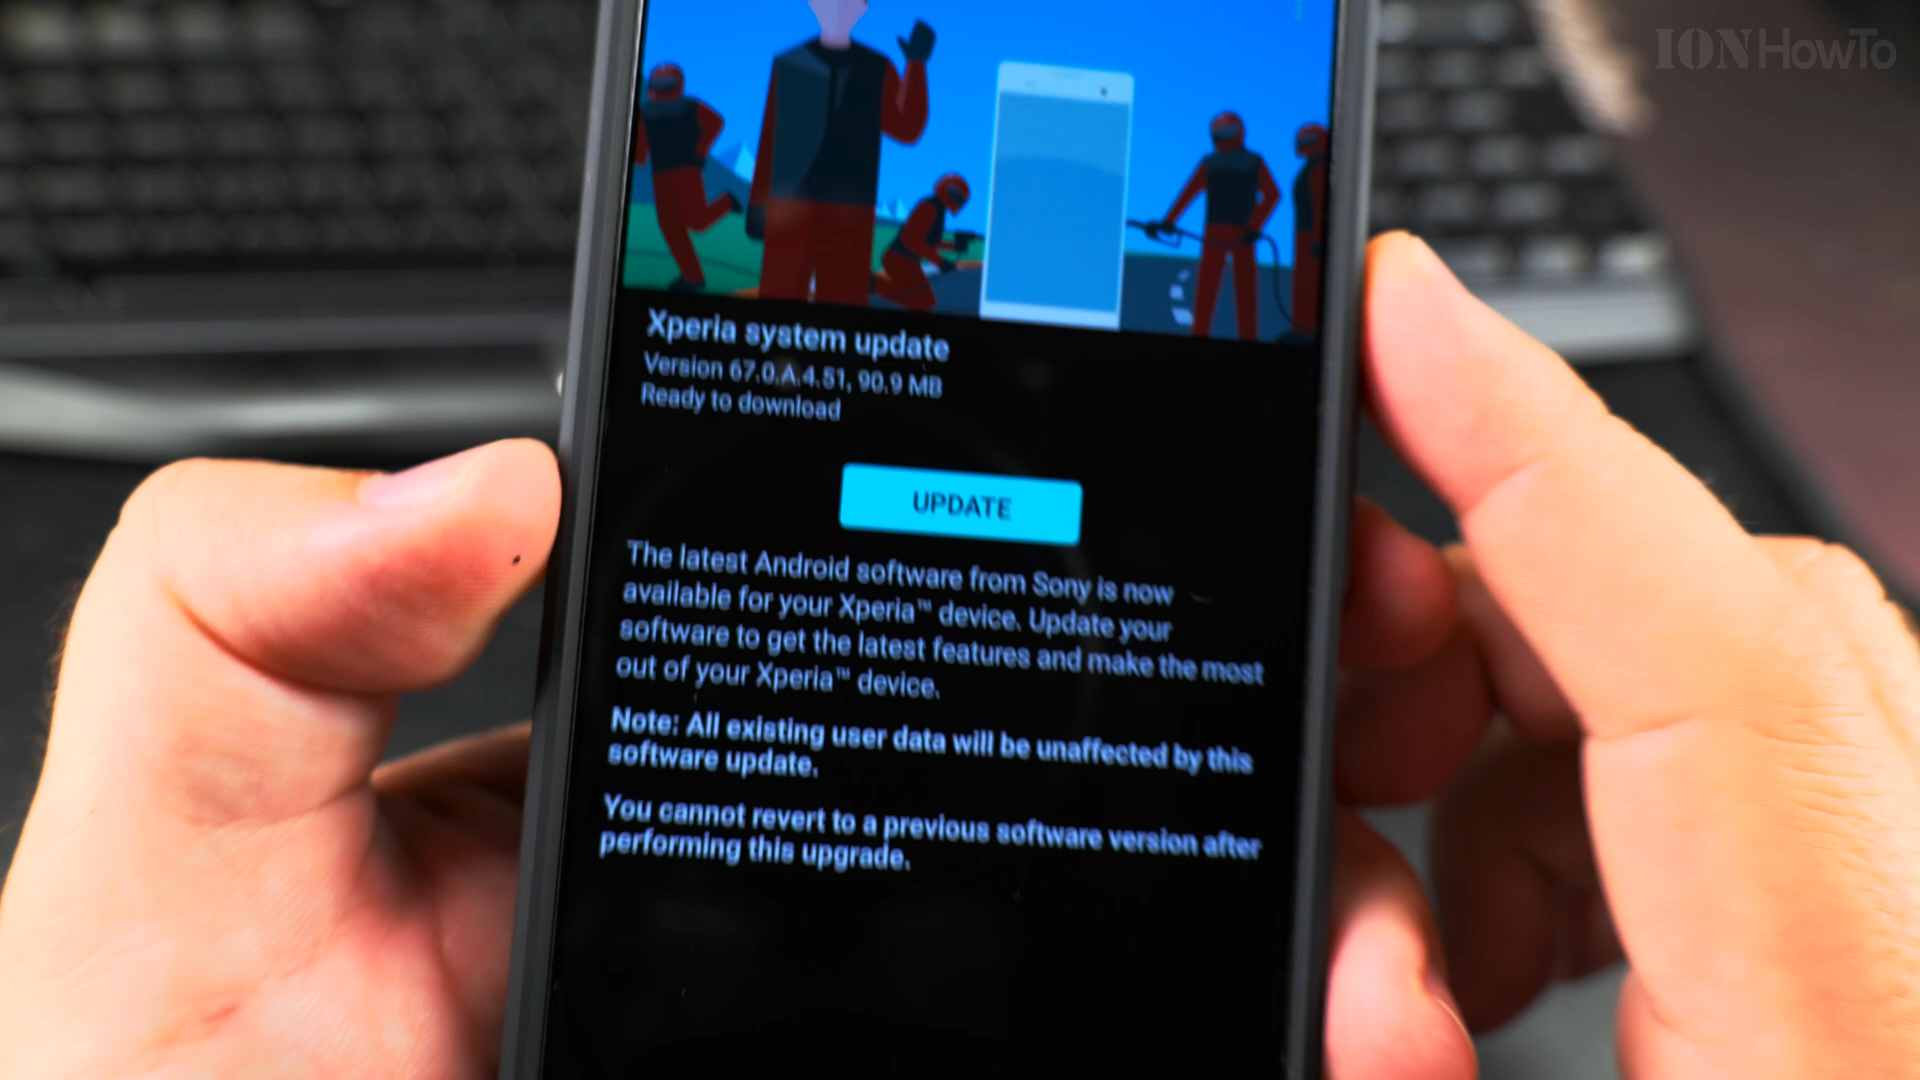 IONHowTo
Xperia system update
Version 67.0.A.4.51, 90.9 MB
Ready to download
UPDATE
The latest Android software from Sony is now
available for your Xperia™ device. Update your
software to get the latest features and make the most
out of your Xperia™ device.
Note: All existing user data will be unaffected by this
software update.
You cannot revert to a previous software version after
performing this upgrade.